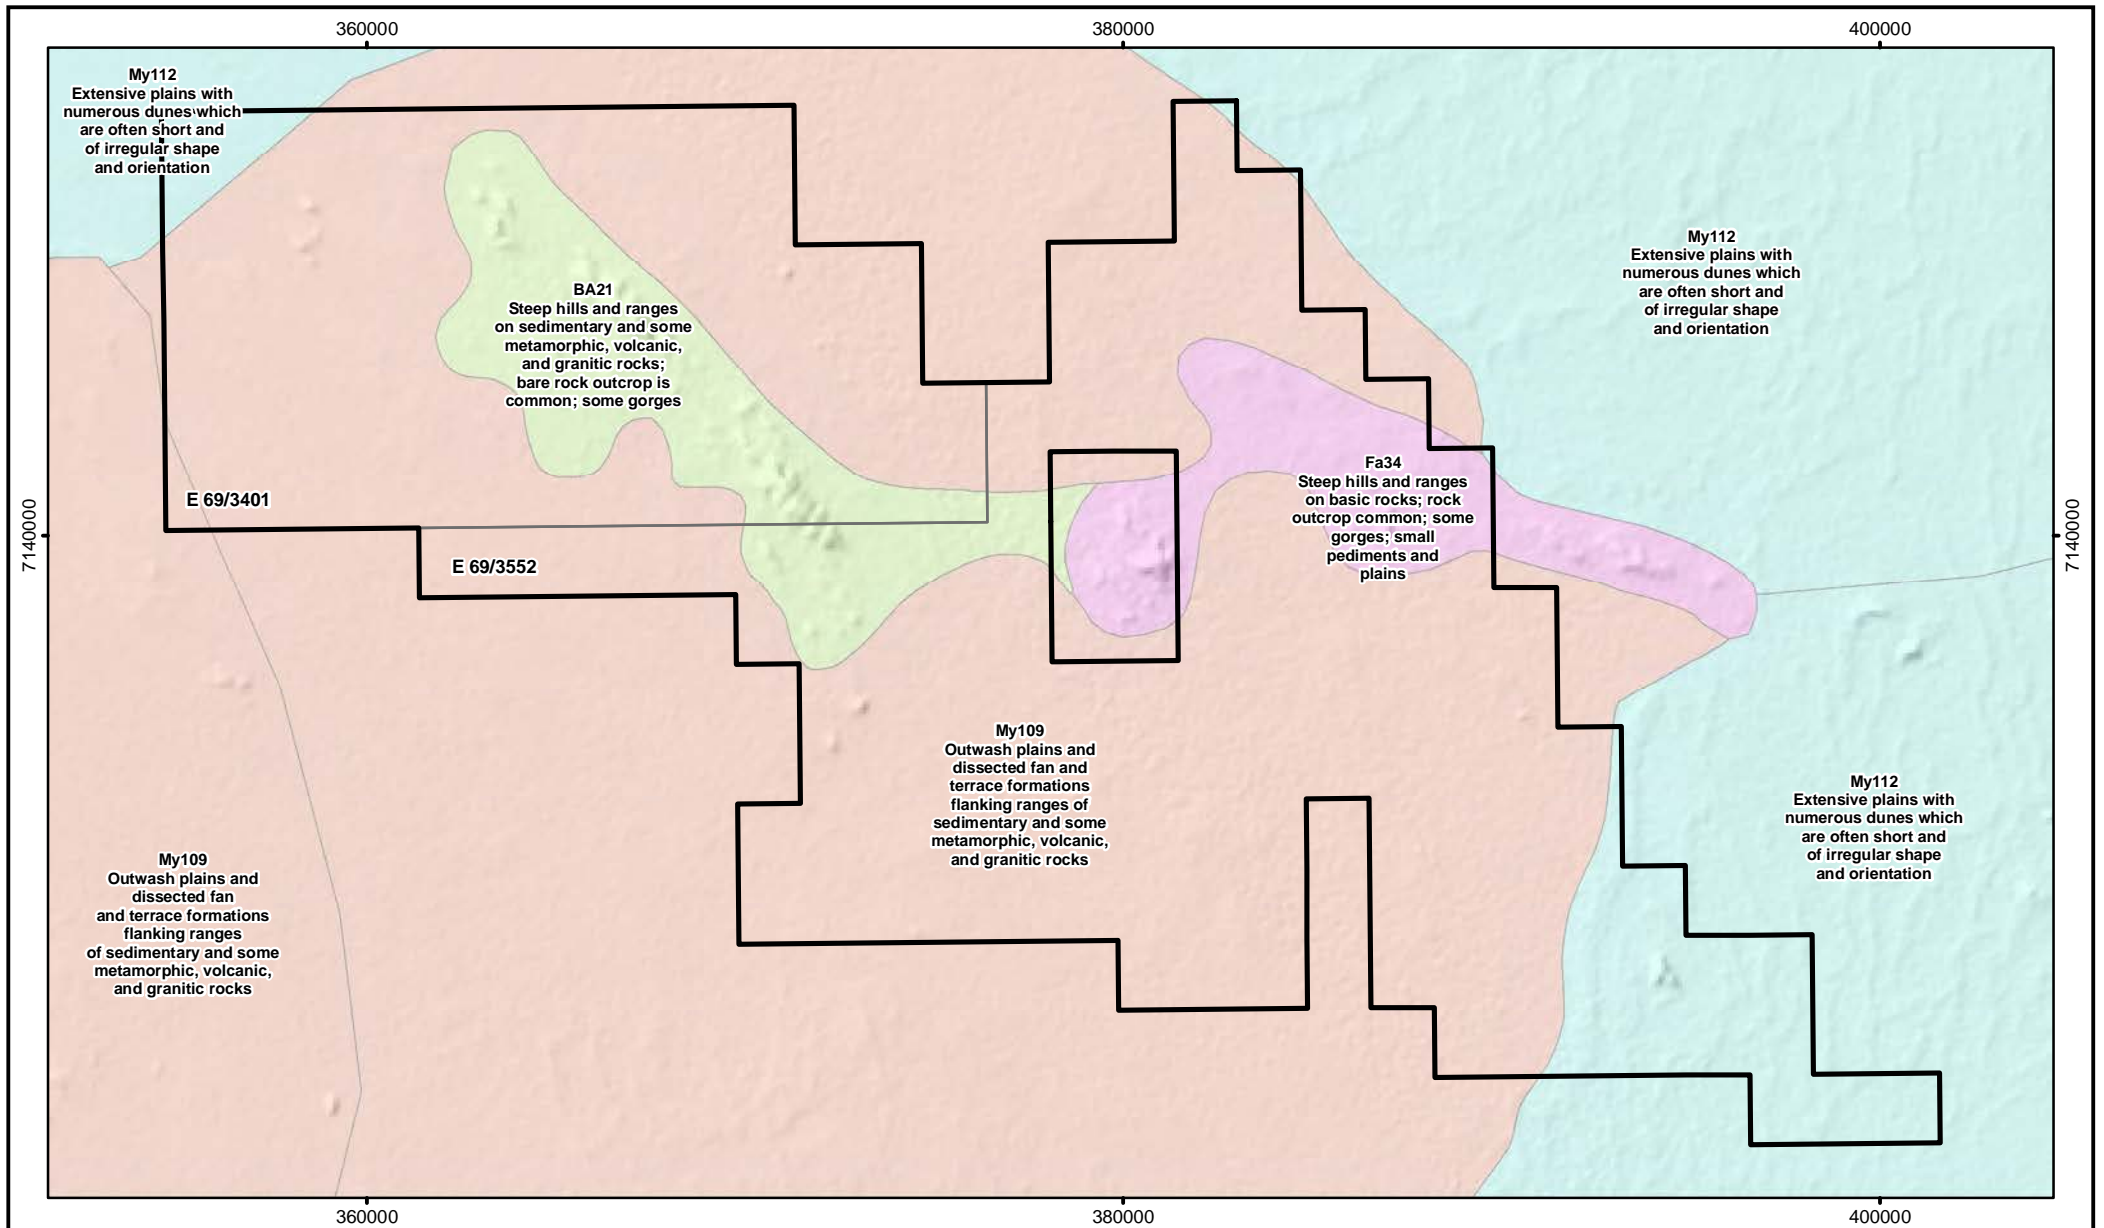 360000
380000
400000
My112
Extensive plains with
numerous dunes which
are often short and
of irregular shape
and orientation
My112
Extensive plains with
numerous dunes which
are often short and
of irregular shape
and orientation
BA21
Steep hills and ranges
on sedimentary and some
metamorphic, volcanic,
and granitic rocks;
bare rock outcrop is
common; some gorges
Fa34
Steep hills and ranges
on basic rocks; rock
outcrop common; some
gorges; small
pediments and
plains
E 69/3401
7140000
7140000
E 69/3552
My109
Outwash plains and
dissected fan and
terrace formations
flanking ranges of
sedimentary and some
metamorphic, volcanic,
and granitic rocks
My112
Extensive plains with
numerous dunes which
are often short and
of irregular shape
and orientation
My109
Outwash plains and
dissected fan
and terrace formations
flanking ranges
of sedimentary and some
metamorphic, volcanic,
and granitic rocks
360000
380000
400000